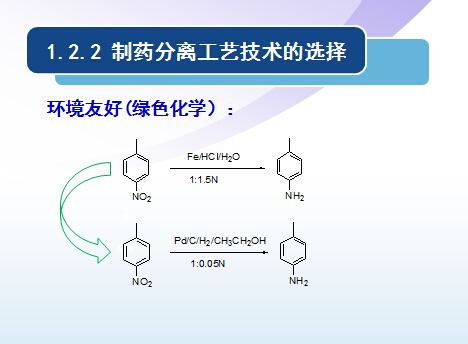 1.2.2 制药分离工艺技术的选择
环境友好(绿色化学)：
Fe/HCl/H₂O
1:1.5N
NO₂
NH₂
Pd/C/H₂/CH₃CH₂OH
1:0.05N
NO₂
NH₂